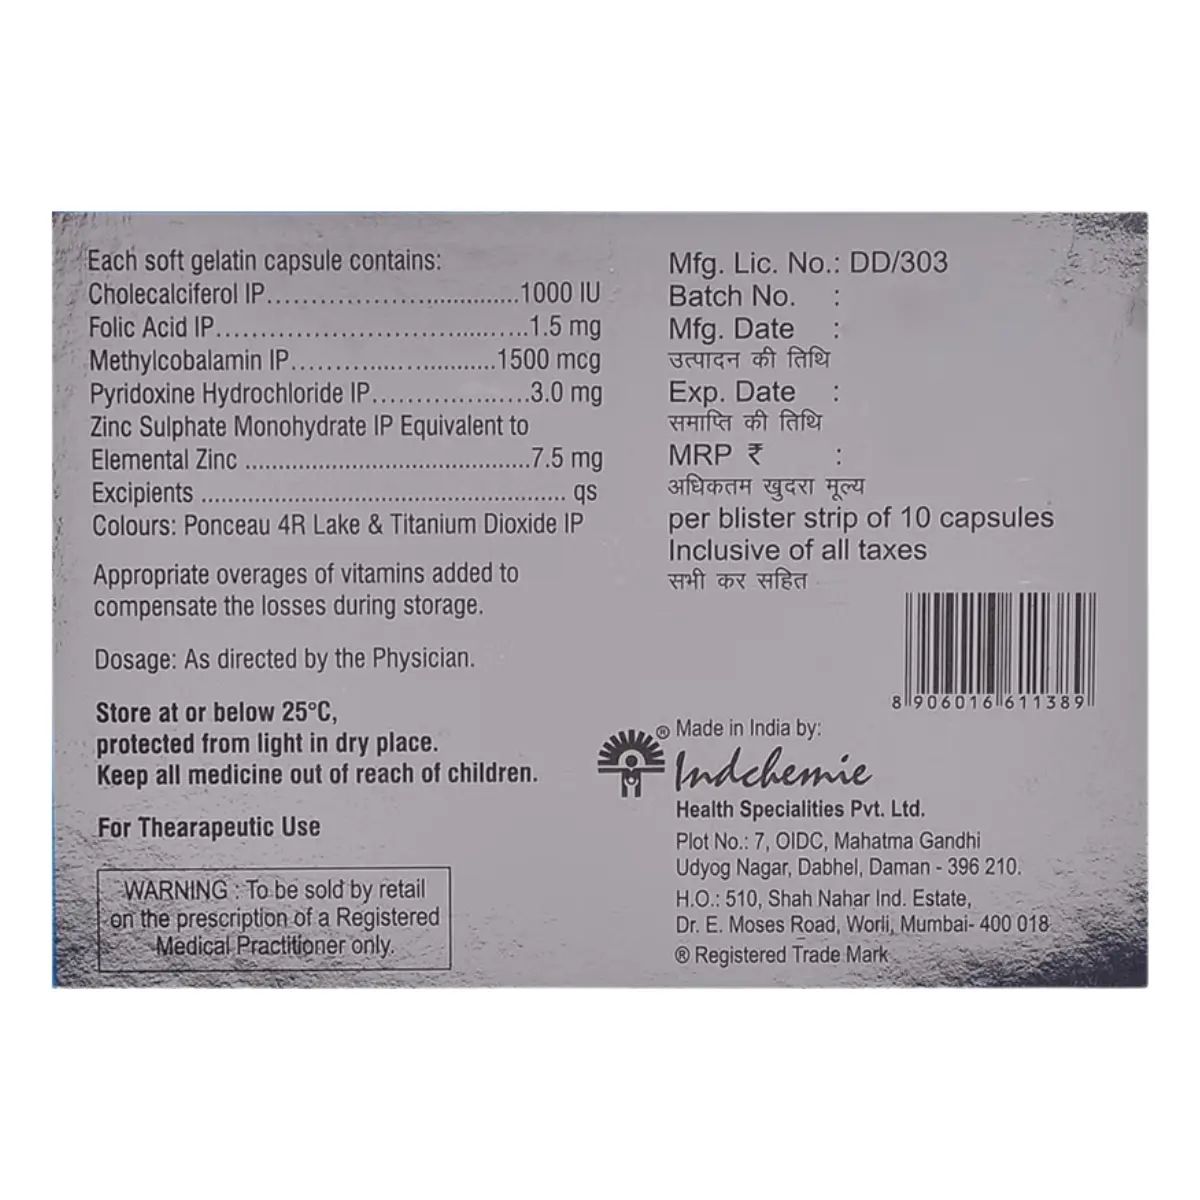 Each soft gelatin capsule contains:
Cholecalciferol IP.................................1000 IU
Folic Acid IP.........................................1.5 mg
Methylcobalamin IP...........................1500 mcg
Pyridoxine Hydrochloride IP....................3.0 mg
Zinc Sulphate Monohydrate IP Equivalent to
Elemental Zinc .....................................7.5 mg
Excipients ............................................... qs
Colours: Ponceau 4R Lake & Titanium Dioxide IP
Appropriate overages of vitamins added to
compensate the losses during storage.
Dosage: As directed by the Physician.
Store at or below 25°C,
protected from light in dry place.
Keep all medicine out of reach of children.
For Thearapeutic Use
WARNING : To be sold by retail
on the prescription of a Registered
Medical Practitioner only.
Mfg. Lic. No.: DD/303
Batch No. :
Mfg. Date :
उत्पादन की तिथि
Exp. Date :
समाप्ति की तिथि
MRP ₹ :
अधिकतम खुदरा मूल्य
per blister strip of 10 capsules
Inclusive of all taxes
सभी कर सहित
8 906016 611389
® Made in India by:
Indchemie
Health Specialities Pvt. Ltd.
Plot No.: 7, OIDC, Mahatma Gandhi
Udyog Nagar, Dabhel, Daman - 396 210.
H.O.: 510, Shah Nahar Ind. Estate,
Dr. E. Moses Road, Worli, Mumbai- 400 018
® Registered Trade Mark